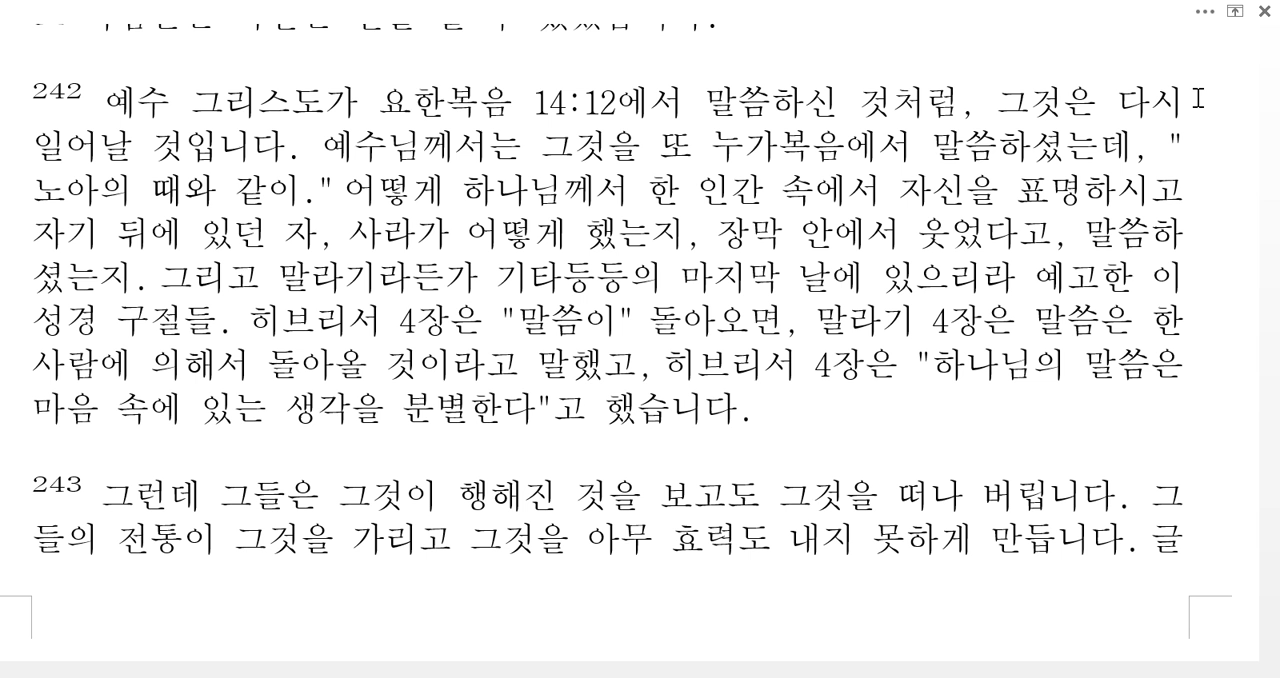 242 예수 그리스도가 요한복음 14:12에서 말씀하신 것처럼, 그것은 다시
일어날 것입니다. 예수님께서는 그것을 또 누가복음에서 말씀하셨는데, "
노아의 때와 같이." 어떻게 하나님께서 한 인간 속에서 자신을 표명하시고
자기 뒤에 있던 자, 사라가 어떻게 했는지, 장막 안에서 웃었다고, 말씀하
셨는지. 그리고 말라기라든가 기타등등의 마지막 날에 있으리라 예고한 이
성경 구절들. 히브리서 4장은 "말씀이" 돌아오면, 말라기 4장은 말씀은 한
사람에 의해서 돌아올 것이라고 말했고, 히브리서 4장은 "하나님의 말씀은
마음 속에 있는 생각을 분별한다"고 했습니다.
243 그런데 그들은 그것이 행해진 것을 보고도 그것을 떠나 버립니다. 그
들의 전통이 그것을 가리고 그것을 아무 효력도 내지 못하게 만듭니다. 글